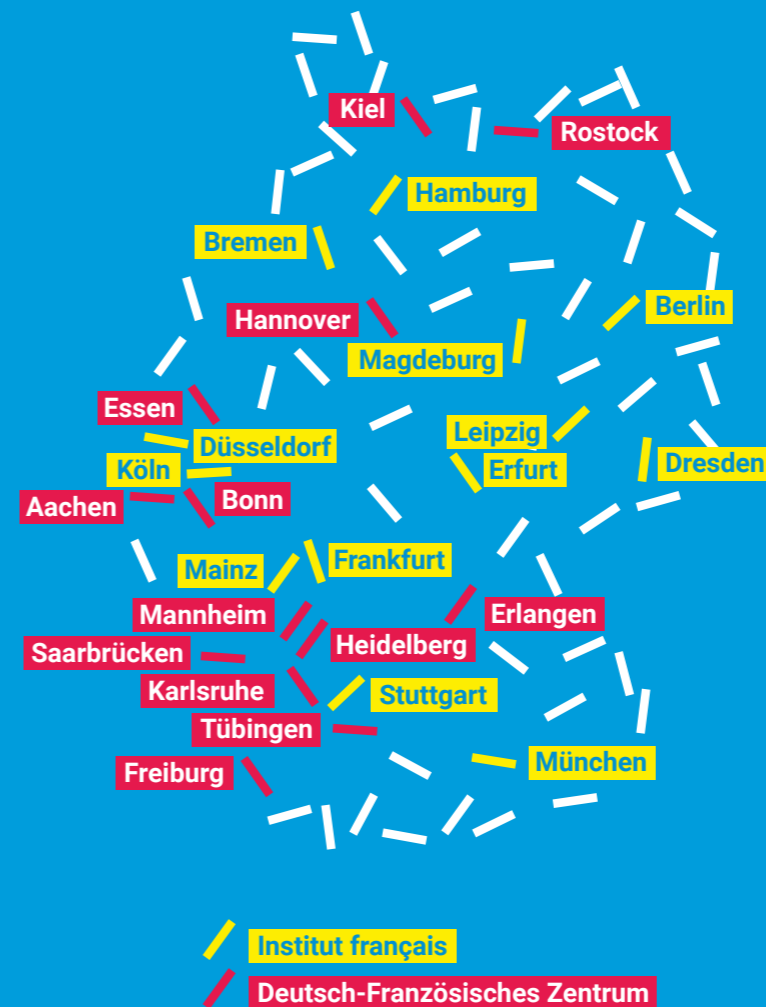 Kiel
Rostock
Hamburg
Bremen
Berlin
Hannover
Magdeburg
Essen
Leipzig
Düsseldorf
Köln
Erfurt
Dresden
Aachen
Bonn
Frankfurt
Mainz
Mannheim
Erlangen
Heidelberg
Saarbrücken
Karlsruhe
Stuttgart
Tübingen
München
Freiburg
Institut français
Deutsch-Französisches Zentrum